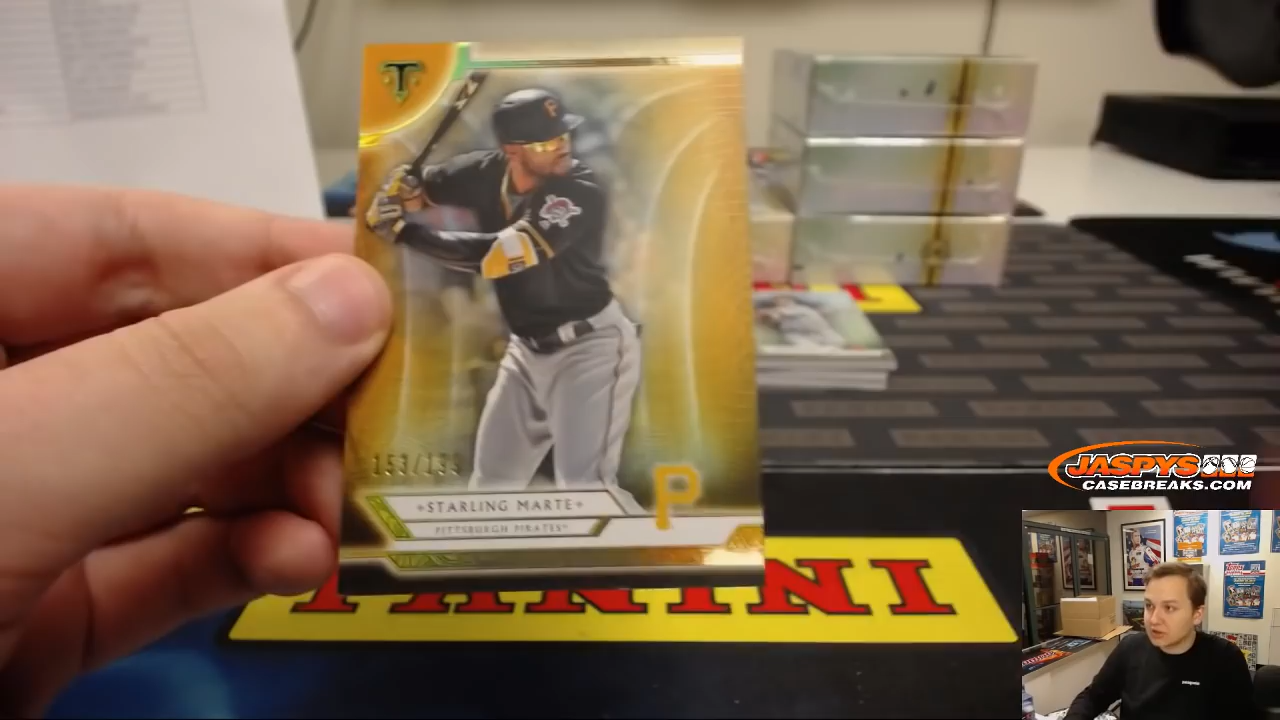 T
P
+STARLING MARTE+
PITTSBURGH PIRATES
P
PANINI
JASPYS
CASEBREAKS.COM